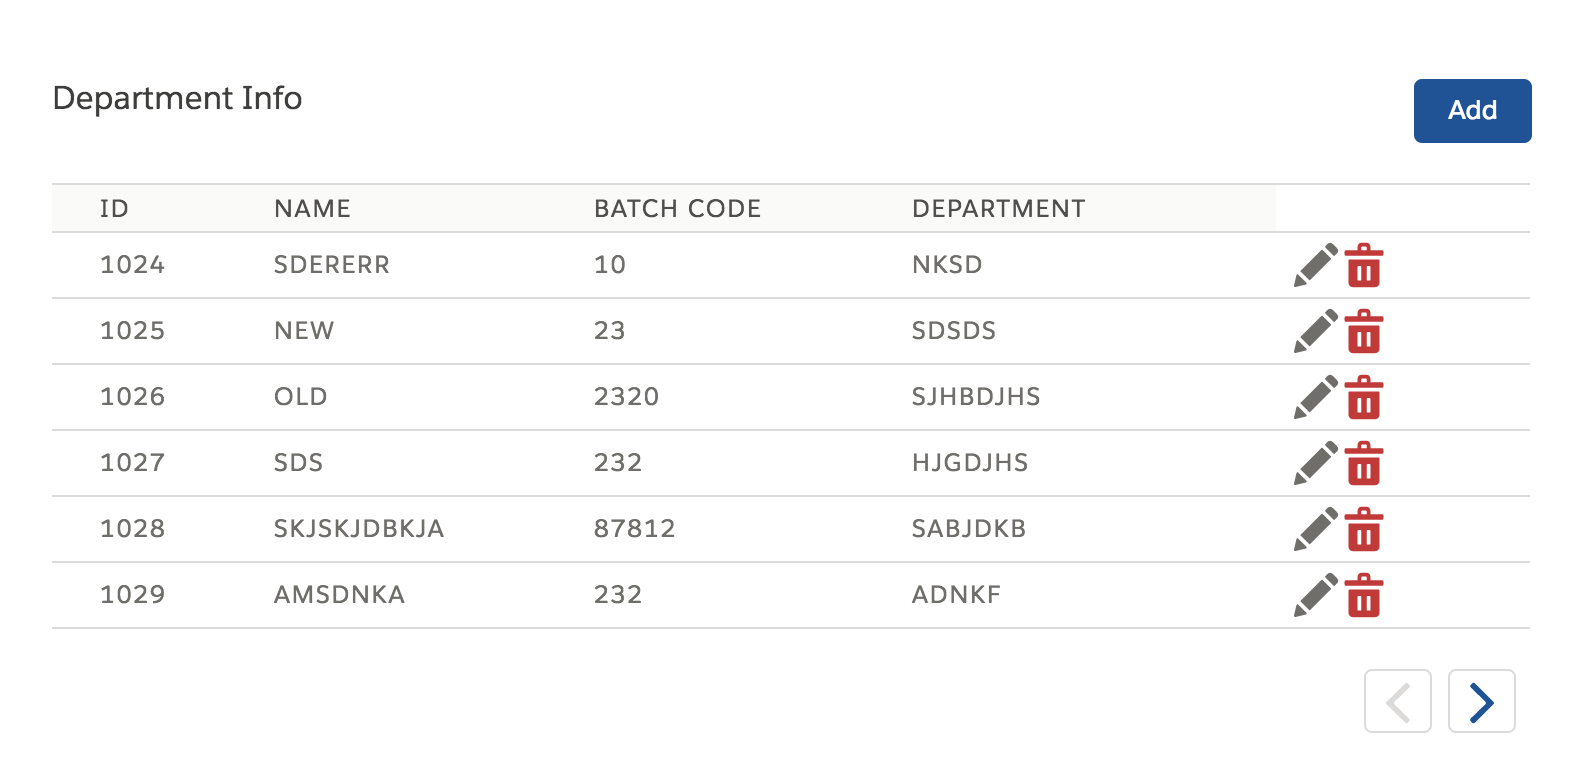 Department Info
Add
ID NAME BATCH CODE DEPARTMENT
1024 SDERERR 10 NKSD
1025 NEW 23 SDSDS
1026 OLD 2320 SJHBDJHS
1027 SDS 232 HJGDJHS
1028 SKJSKJDBKJA 87812 SABJDKB
1029 AMSDNKA 232 ADNKF